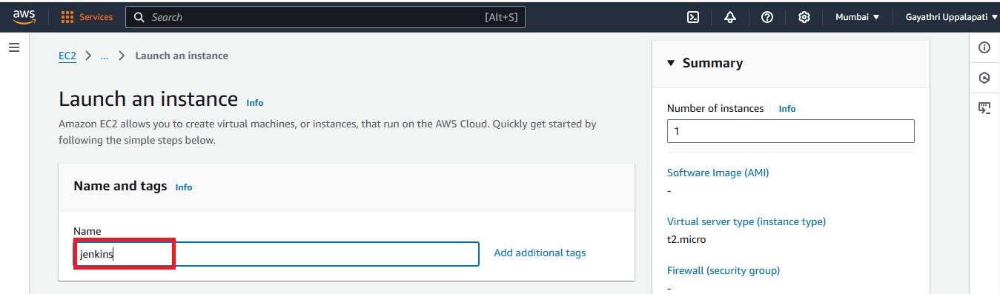 aws Services Search [Alt+S] Mumbai Gayathri Uppalapati
EC2 ... Launch an instance
Launch an instance Info
Amazon EC2 allows you to create virtual machines, or instances, that run on the AWS Cloud. Quickly get started by
following the simple steps below.
Name and tags Info
Name
jenkins
Add additional tags
Summary
Number of instances Info
1
Software Image (AMI)
-
Virtual server type (instance type)
t2.micro
Firewall (security group)
-